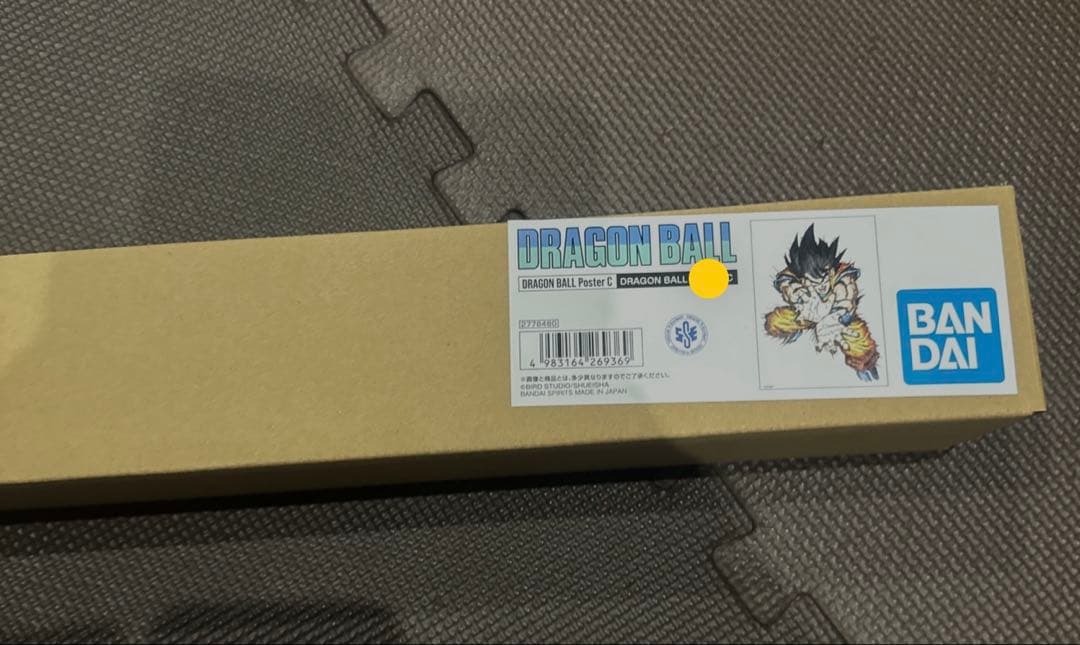 DRAGON BALL
DRAGON BALL Poster C DRAGON BALL C
2778480
4 983164 269369
※画像と商品とは、多少異なりますのでご了承ください。
©BIRD STUDIO/SHUEISHA
BANDAI SPIRITS MADE IN JAPAN
BAN
DAI